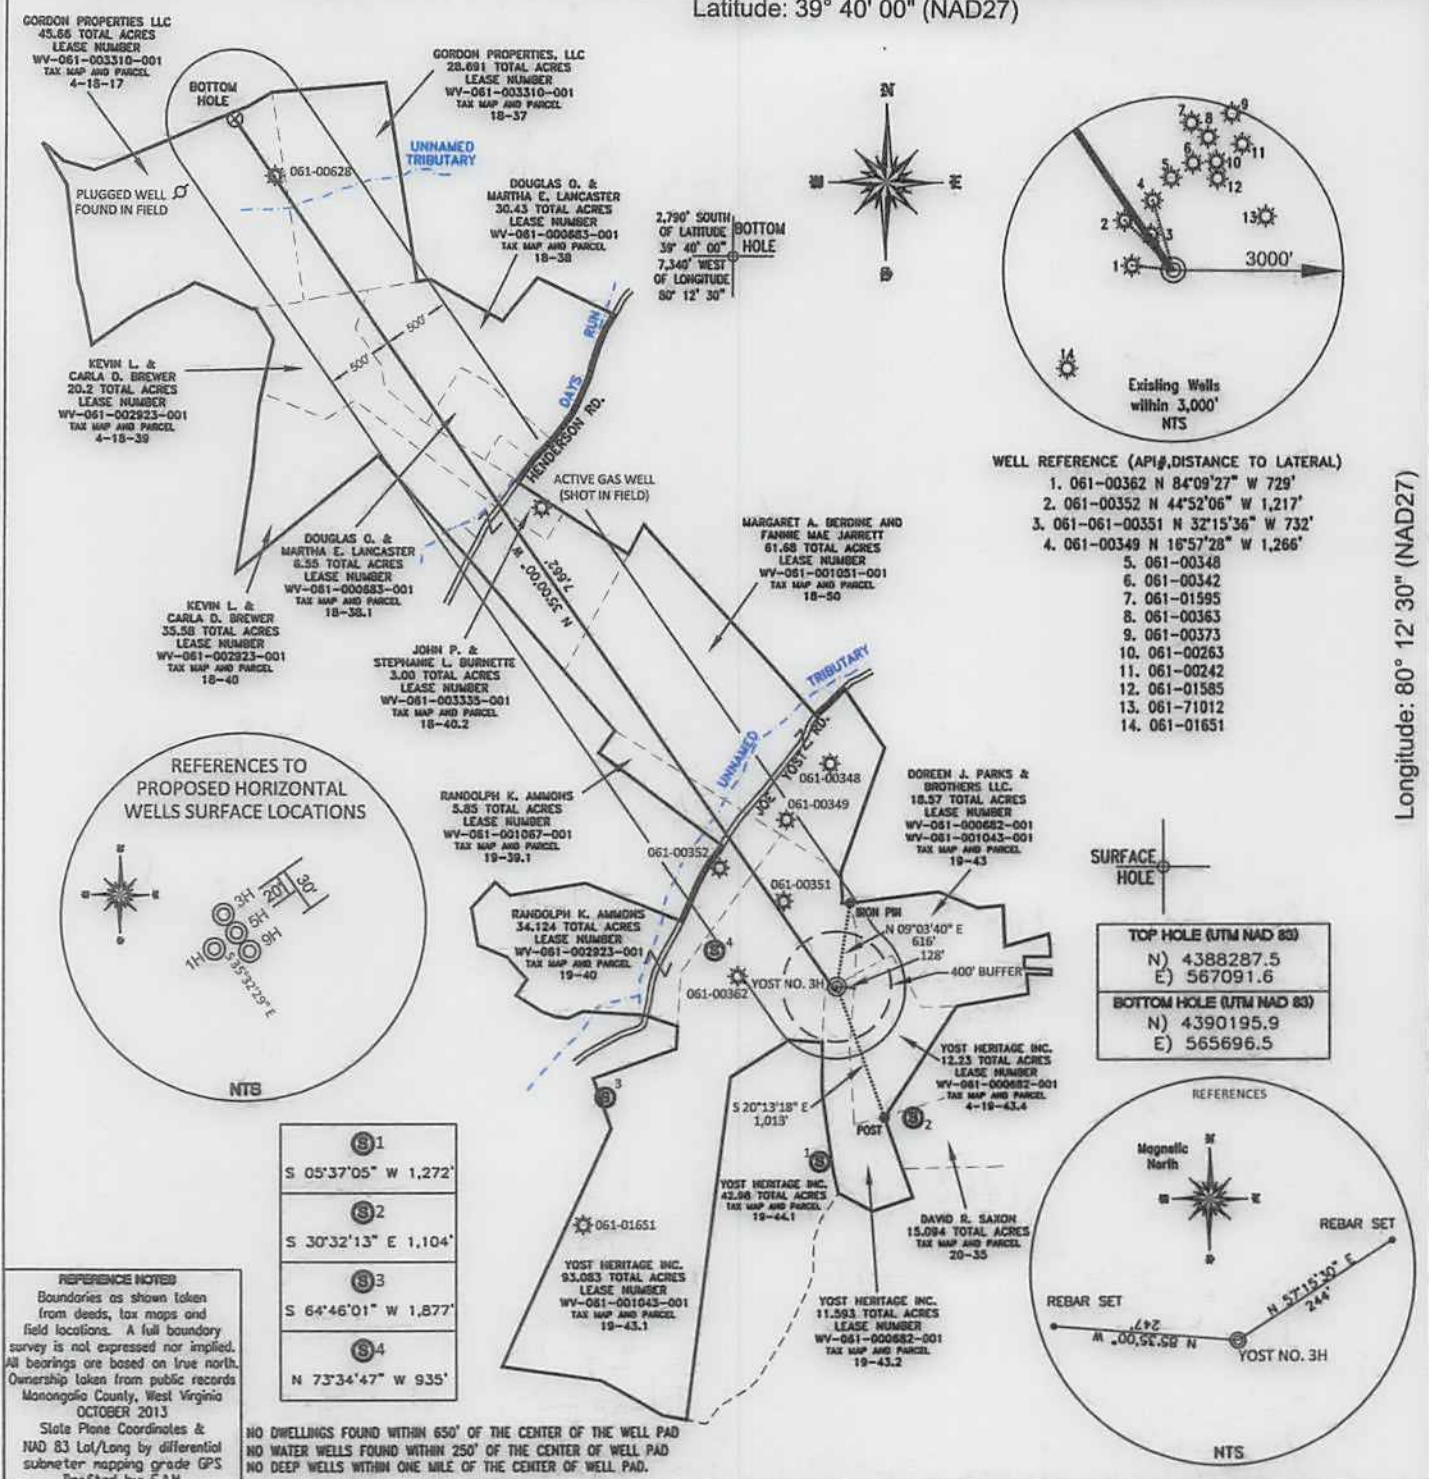 Latitude: 39° 40' 00" (NAD27)
GORDON PROPERTIES LLC
45.66 TOTAL ACRES
LEASE NUMBER
WV-061-003310-001
TAX MAP AND PARCEL
4-18-17
BOTTOM
HOLE
GORDON PROPERTIES, LLC
28.691 TOTAL ACRES
LEASE NUMBER
WV-061-003310-001
TAX MAP AND PARCEL
18-37
UNNAMED
TRIBUTARY
061-00628
PLUGGED WELL
FOUND IN FIELD
DOUGLAS O. &
MARTHA E. LANCASTER
30.43 TOTAL ACRES
LEASE NUMBER
WV-061-000683-001
TAX MAP AND PARCEL
18-38
2,790' SOUTH
OF LATITUDE
39° 40' 00"
7,340' WEST
OF LONGITUDE
80° 12' 30"
BOTTOM
HOLE
N
E
S
W
7
9
8
11
6
10
5
12
4
13
2
3
1
3000'
14
Existing Wells
within 3,000'
NTS
500'
500'
KEVIN L. &
CARLA D. BREWER
20.2 TOTAL ACRES
LEASE NUMBER
WV-061-002923-001
TAX MAP AND PARCEL
4-18-39
DAYS RUN
HENDERSON RD.
ACTIVE GAS WELL
(SHOT IN FIELD)
WELL REFERENCE (API#,DISTANCE TO LATERAL)
1. 061-00362 N 84°09'27" W 729'
2. 061-00352 N 44°52'06" W 1,217'
3. 061-061-00351 N 32°15'36" W 732'
4. 061-00349 N 16°57'28" W 1,266'
5. 061-00348
6. 061-00342
7. 061-01595
8. 061-00363
9. 061-00373
10. 061-00263
11. 061-00242
12. 061-01585
13. 061-71012
14. 061-01651
Longitude: 80° 12' 30" (NAD27)
DOUGLAS O. &
MARTHA E. LANCASTER
6.55 TOTAL ACRES
LEASE NUMBER
WV-061-000683-001
TAX MAP AND PARCEL
18-38.1
N 35°00'00" W
7,662'
MARGARET A. BERDINE AND
FANNIE MAE JARRETT
61.68 TOTAL ACRES
LEASE NUMBER
WV-061-001051-001
TAX MAP AND PARCEL
18-50
KEVIN L. &
CARLA D. BREWER
35.58 TOTAL ACRES
LEASE NUMBER
WV-061-002923-001
TAX MAP AND PARCEL
18-40
JOHN P. &
STEPHANIE L. BURNETTE
3.00 TOTAL ACRES
LEASE NUMBER
WV-061-003335-001
TAX MAP AND PARCEL
18-40.2
UNNAMED TRIBUTARY
JOE YOST RD.
REFERENCES TO
PROPOSED HORIZONTAL
WELLS SURFACE LOCATIONS
3H
5H
9H
1H
20'
30'
S 35°32'29" E
NTS
RANDOLPH K. AMMONS
5.85 TOTAL ACRES
LEASE NUMBER
WV-061-001067-001
TAX MAP AND PARCEL
19-39.1
061-00348
061-00349
061-00352
061-00351
DOREEN J. PARKS &
BROTHERS LLC.
18.57 TOTAL ACRES
LEASE NUMBER
WV-061-000682-001
WV-061-001043-001
TAX MAP AND PARCEL
19-43
SURFACE
HOLE
RANDOLPH K. AMMONS
34.124 TOTAL ACRES
LEASE NUMBER
WV-061-002923-001
TAX MAP AND PARCEL
19-40
IRON PIN
N 09°03'40" E
616'
128'
400' BUFFER
S 4
061-00362
YOST NO. 3H
TOP HOLE (UTM NAD 83)
N) 4388287.5
E) 567091.6
BOTTOM HOLE (UTM NAD 83)
N) 4390195.9
E) 565696.5
YOST HERITAGE INC.
12.23 TOTAL ACRES
LEASE NUMBER
WV-061-000682-001
TAX MAP AND PARCEL
4-19-43.4
S 20°13'18" E
1,013'
POST
S 3
S 2
S 1
YOST HERITAGE INC.
42.98 TOTAL ACRES
TAX MAP AND PARCEL
19-44.1
DAVID R. SAXON
15.094 TOTAL ACRES
TAX MAP AND PARCEL
20-35
061-01651
YOST HERITAGE INC.
93.083 TOTAL ACRES
LEASE NUMBER
WV-061-001043-001
TAX MAP AND PARCEL
19-43.1
YOST HERITAGE INC.
11.593 TOTAL ACRES
LEASE NUMBER
WV-061-000682-001
TAX MAP AND PARCEL
19-43.2
S 1
S 05°37'05" W 1,272'
S 2
S 30°32'13" E 1,104'
S 3
S 64°46'01" W 1,877'
S 4
N 73°34'47" W 935'
REFERENCES
Magnetic
North
REBAR SET
REBAR SET
N 57°15'30" E
244'
N 85°35'00" W
247'
YOST NO. 3H
NTS
REFERENCE NOTES
Boundaries as shown taken
from deeds, tax maps and
field locations. A full boundary
survey is not expressed nor implied.
All bearings are based on true north.
Ownership taken from public records
Monongalia County, West Virginia
OCTOBER 2013
State Plane Coordinates &
NAD 83 Lat/Long by differential
submeter mapping grade GPS
NO DWELLINGS FOUND WITHIN 650' OF THE CENTER OF THE WELL PAD
NO WATER WELLS FOUND WITHIN 250' OF THE CENTER OF WELL PAD
NO DEEP WELLS WITHIN ONE MILE OF THE CENTER OF WELL PAD.